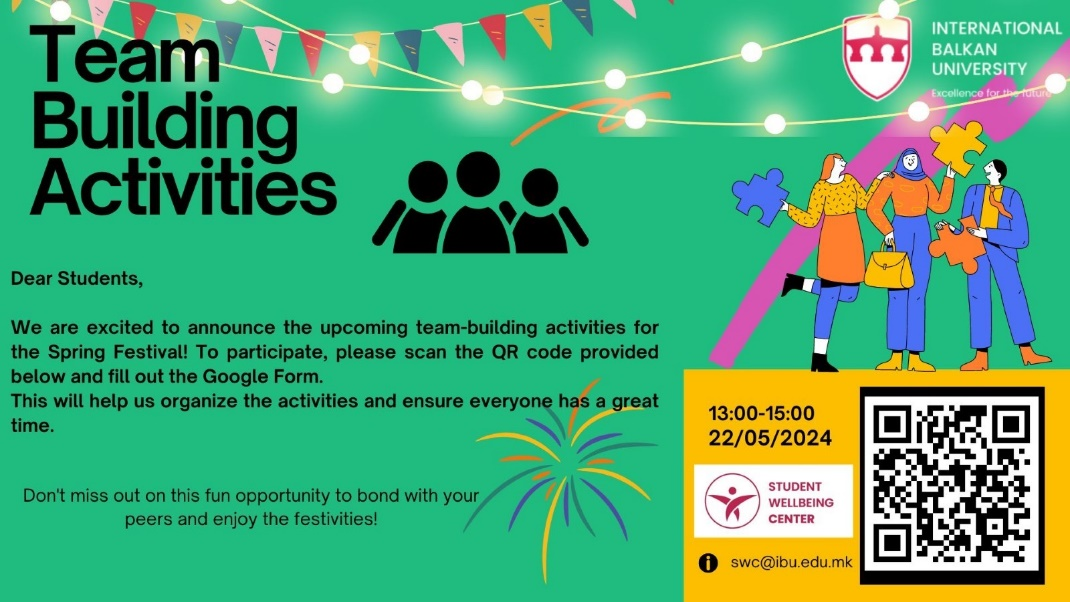 Team
Building
Activities
INTERNATIONAL
BALKAN
UNIVERSITY
Excellence for the future
Dear Students,
We are excited to announce the upcoming team-building activities for
the Spring Festival! To participate, please scan the QR code provided
below and fill out the Google Form.
This will help us organize the activities and ensure everyone has a great
time.
Don't miss out on this fun opportunity to bond with your
peers and enjoy the festivities!
13:00-15:00
22/05/2024
STUDENT
WELLBEING
CENTER
swc@ibu.edu.mk